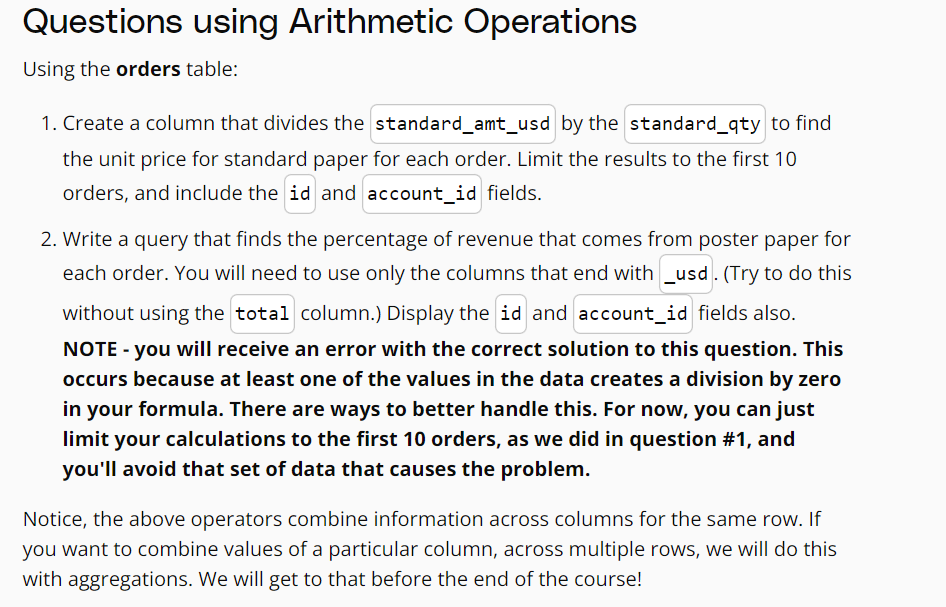 Questions using Arithmetic Operations
Using the orders table:
1. Create a column that divides the standard_amt_usd by the standard_qty to find
the unit price for standard paper for each order. Limit the results to the first 10
orders, and include the id and account_id fields.
2. Write a query that finds the percentage of revenue that comes from poster paper for
each order. You will need to use only the columns that end with _usd. (Try to do this
without using the total column.) Display the id and account_id fields also.
NOTE - you will receive an error with the correct solution to this question. This
occurs because at least one of the values in the data creates a division by zero
in your formula. There are ways to better handle this. For now, you can just
limit your calculations to the first 10 orders, as we did in question #1, and
you'll avoid that set of data that causes the problem.
Notice, the above operators combine information across columns for the same row. If
you want to combine values of a particular column, across multiple rows, we will do this
with aggregations. We will get to that before the end of the course!